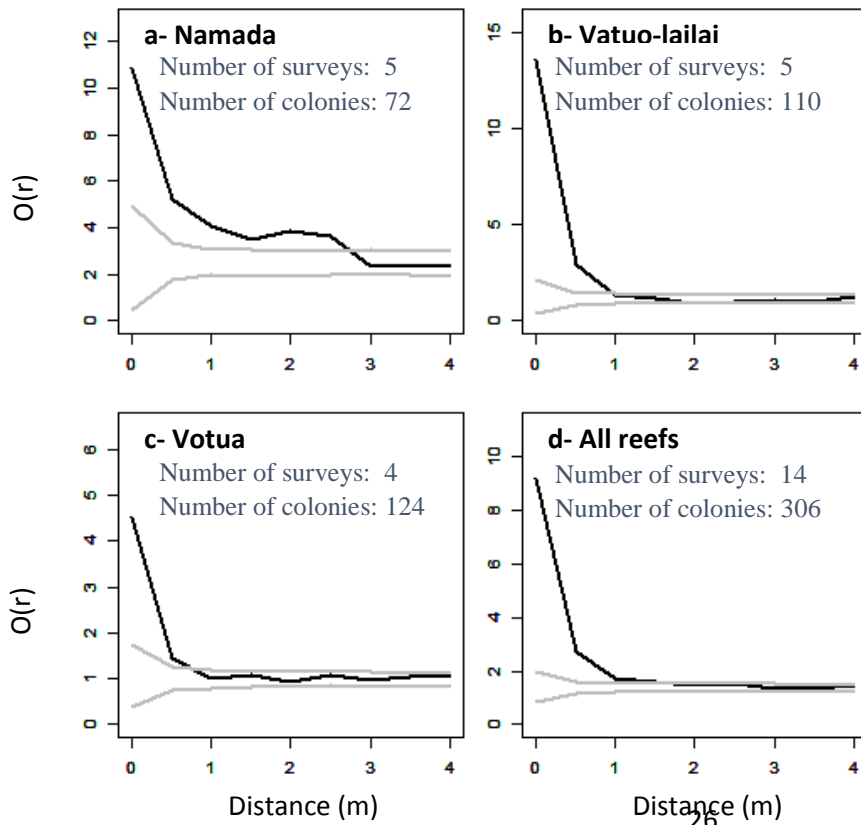 a- Namada
Number of surveys: 5
Number of colonies: 72
O(r)
12
10
8
6
4
2
0
0 1 2 3 4
b- Vatuo-lailai
Number of surveys: 5
Number of colonies: 110
15
10
5
0
0 1 2 3 4
c- Votua
Number of surveys: 4
Number of colonies: 124
O(r)
6
5
4
3
2
1
0
0 1 2 3 4
Distance (m)
d- All reefs
Number of surveys: 14
Number of colonies: 306
10
8
6
4
2
0
0 1 2 3 4
Distance (m)
26